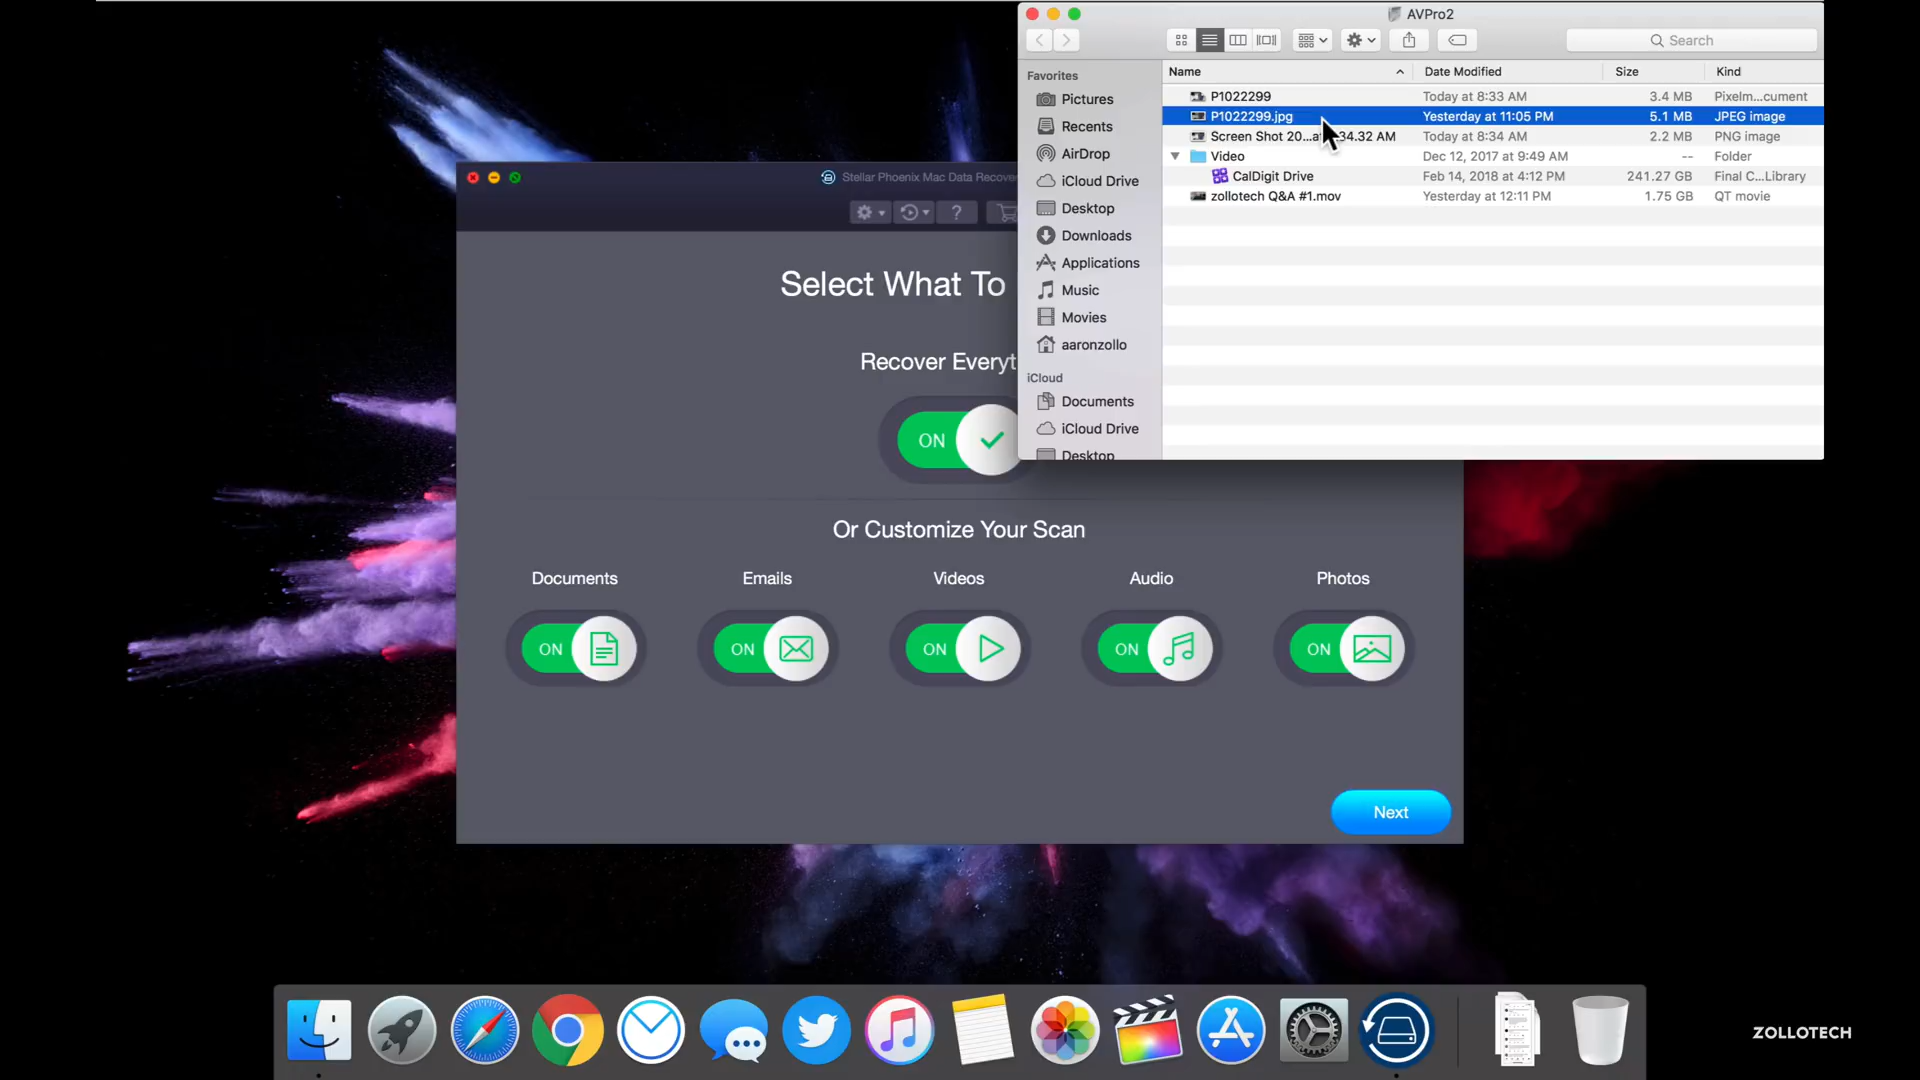 AVPro2
Search
Name Date Modified Size Kind
Favorites
Pictures
Recents
AirDrop
iCloud Drive
Desktop
Downloads
Applications
Music
Movies
aaronzollo
iCloud
Documents
iCloud Drive
Desktop
P1022299 Today at 8:33 AM 3.4 MB Pixelm...cument
P1022299.jpg Yesterday at 11:05 PM 5.1 MB JPEG image
Screen Shot 20...at 34.32 AM Today at 8:34 AM 2.2 MB PNG image
Video Dec 12, 2017 at 9:49 AM -- Folder
CalDigit Drive Feb 14, 2018 at 4:12 PM 241.27 GB Final C...Library
zollotech Q&A #1.mov Yesterday at 12:11 PM 1.75 GB QT movie
Stellar Phoenix Mac Data Recover
?
Select What To
Recover Everyt
ON
Or Customize Your Scan
Documents Emails Videos Audio Photos
ON ON ON ON ON
Next
ZOLLOTECH